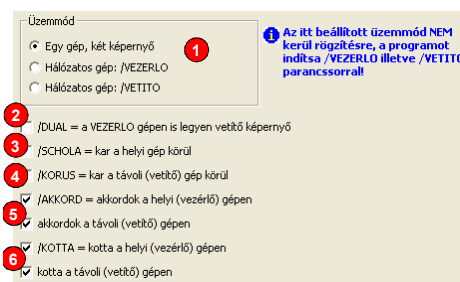 Üzemmód
Egy gép, két képernyő
Hálózatos gép: /VEZERLO
Hálózatos gép: /VETITO
1
Az itt beállított üzemmód NEM
kerül rögzítésre, a programot
indítsa /VEZERLO illetve /VETITO
parancssorral!
2
/DUAL = a VEZERLO gépen is legyen vetítő képernyő
3
/SCHOLA = kar a helyi gép körül
4
/KORUS = kar a távoli (vetítő) gép körül
/AKKORD = akkordok a helyi (vezérlő) gépen
5
akkordok a távoli (vetítő) gépen
/KOTTA = kotta a helyi (vezérlő) gépen
6
kotta a távoli (vetítő) gépen